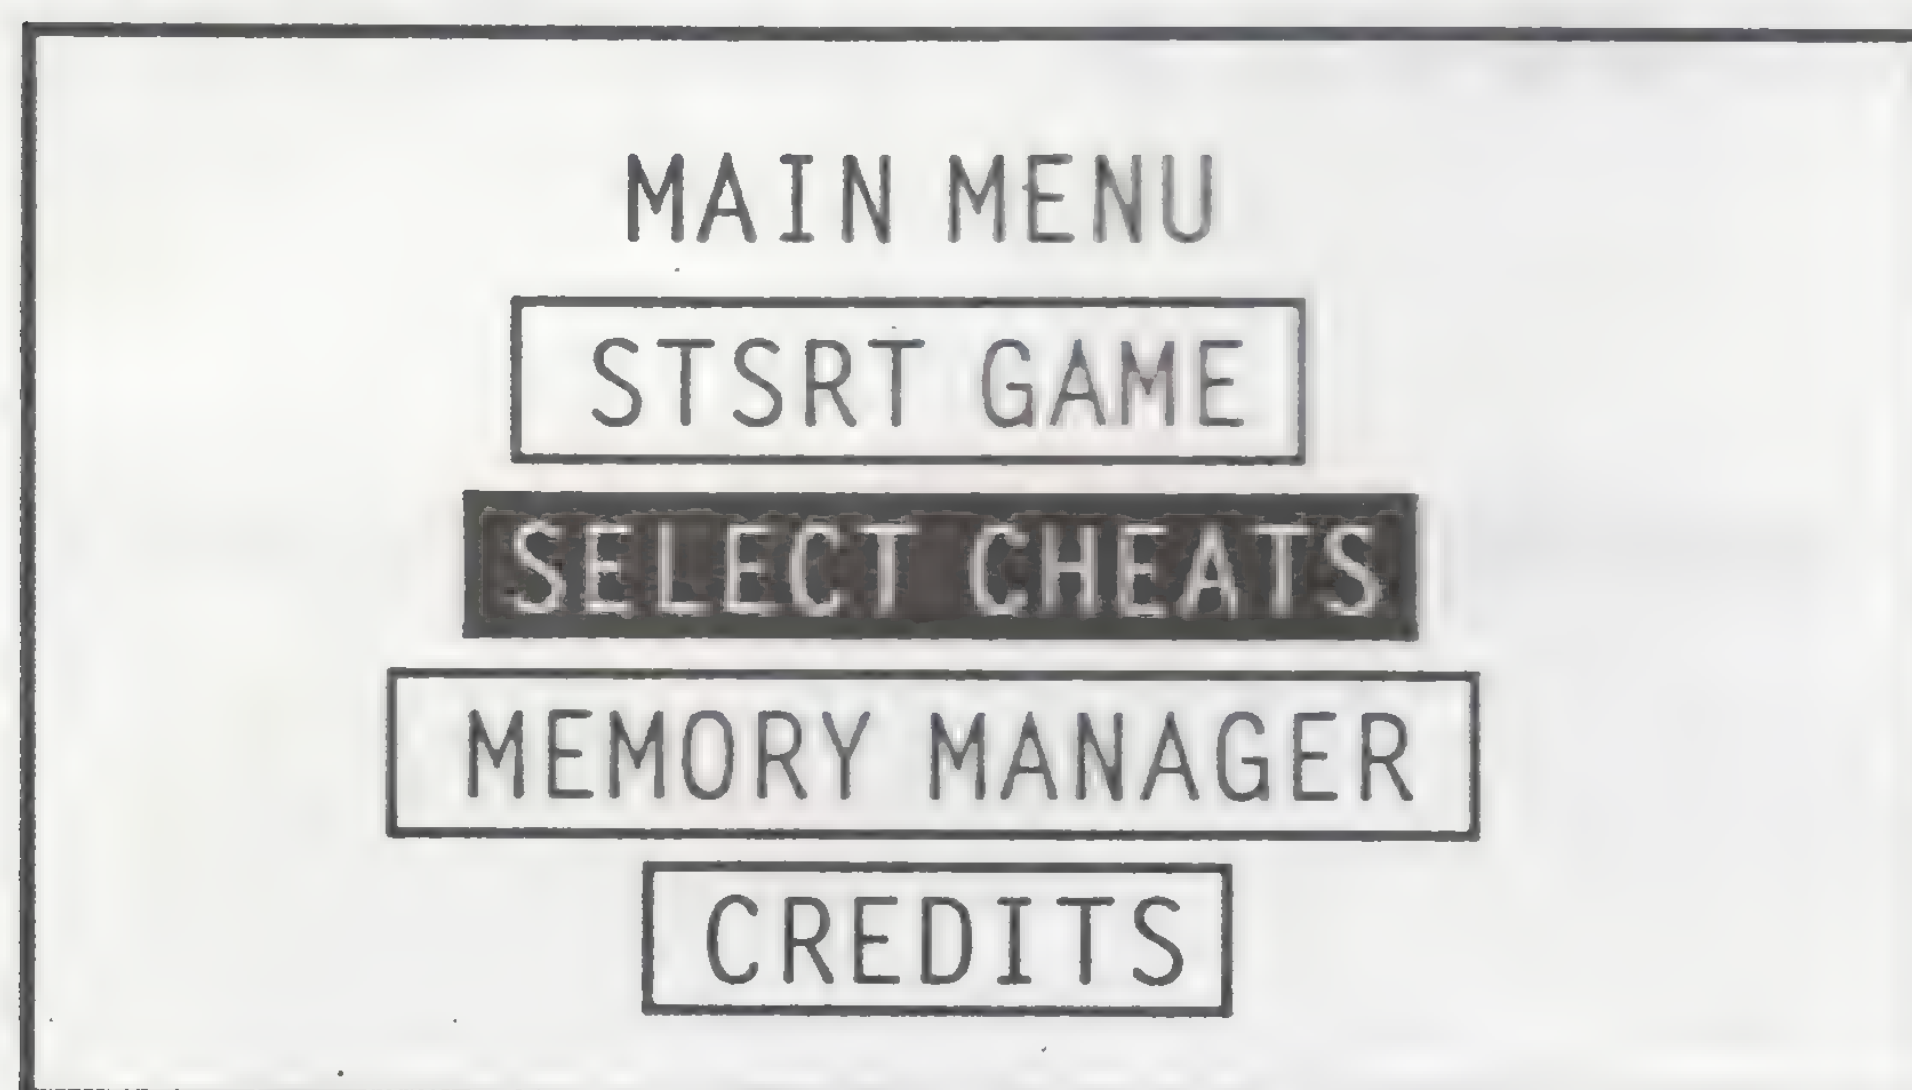 MAIN MENU
STSRT GAME
SELECT CHEATS
MEMORY MANAGER
CREDITS